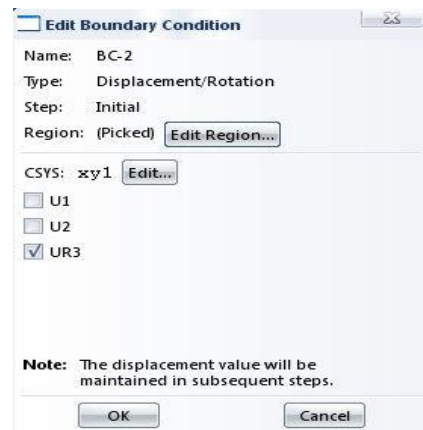 Edit Boundary Condition
Name: BC-2
Type: Displacement/Rotation
Step: Initial
Region: (Picked) Edit Region...
CSYS: xy1 Edit...
U1
U2
UR3
Note: The displacement value will be
maintained in subsequent steps.
OK Cancel